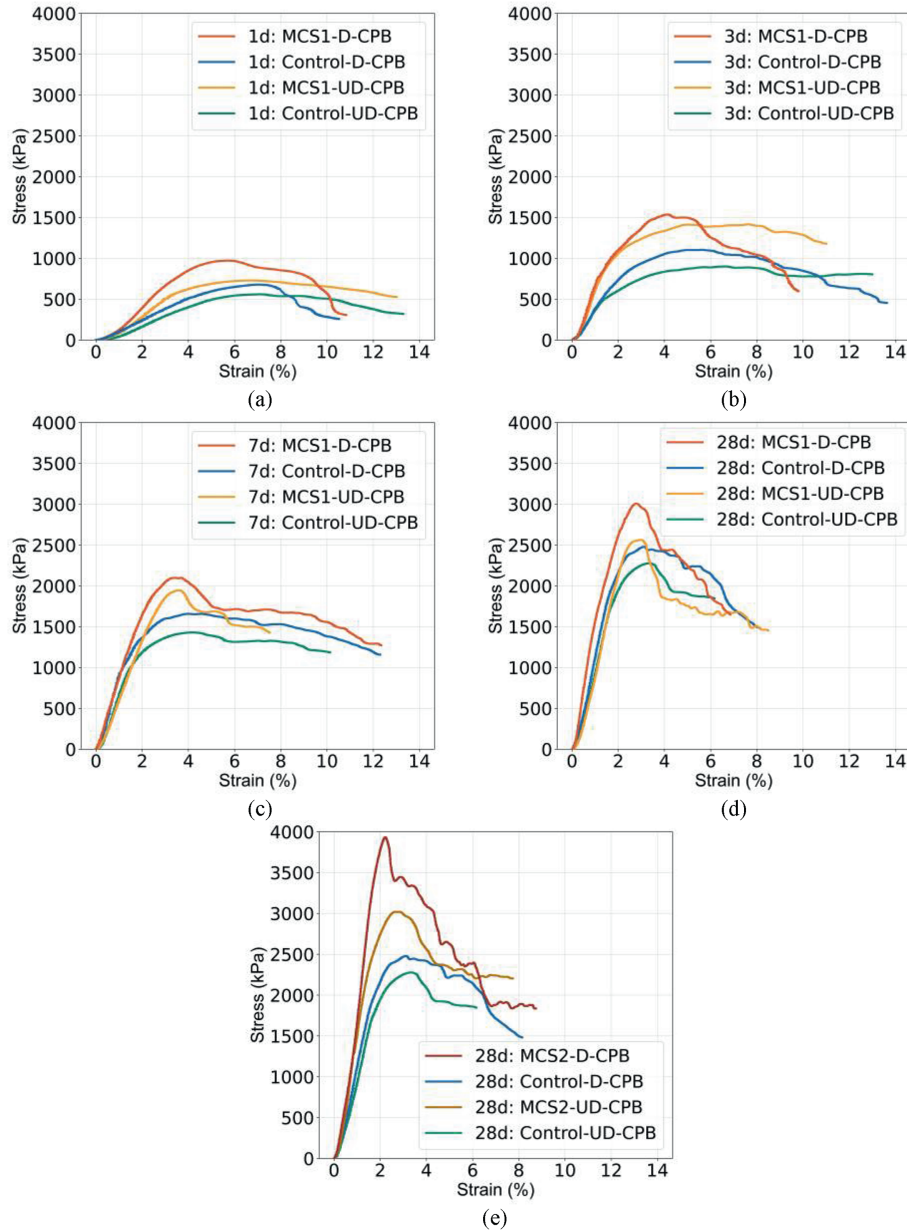 4000
3500
3000
2500
2000
1500
1000
500
0
Stress (kPa)
1d: MCS1-D-CPB
1d: Control-D-CPB
1d: MCS1-UD-CPB
1d: Control-UD-CPB
0 2 4 6 8 10 12 14
Strain (%)
(a)
4000
3500
3000
2500
2000
1500
1000
500
0
Stress (kPa)
3d: MCS1-D-CPB
3d: Control-D-CPB
3d: MCS1-UD-CPB
3d: Control-UD-CPB
0 2 4 6 8 10 12 14
Strain (%)
(b)
4000
3500
3000
2500
2000
1500
1000
500
0
Stress (kPa)
7d: MCS1-D-CPB
7d: Control-D-CPB
7d: MCS1-UD-CPB
7d: Control-UD-CPB
0 2 4 6 8 10 12 14
Strain (%)
(c)
4000
3500
3000
2500
2000
1500
1000
500
0
Stress (kPa)
28d: MCS1-D-CPB
28d: Control-D-CPB
28d: MCS1-UD-CPB
28d: Control-UD-CPB
0 2 4 6 8 10 12 14
Strain (%)
(d)
4000
3500
3000
2500
2000
1500
1000
500
0
Stress (kPa)
28d: MCS2-D-CPB
28d: Control-D-CPB
28d: MCS2-UD-CPB
28d: Control-UD-CPB
0 2 4 6 8 10 12 14
Strain (%)
(e)